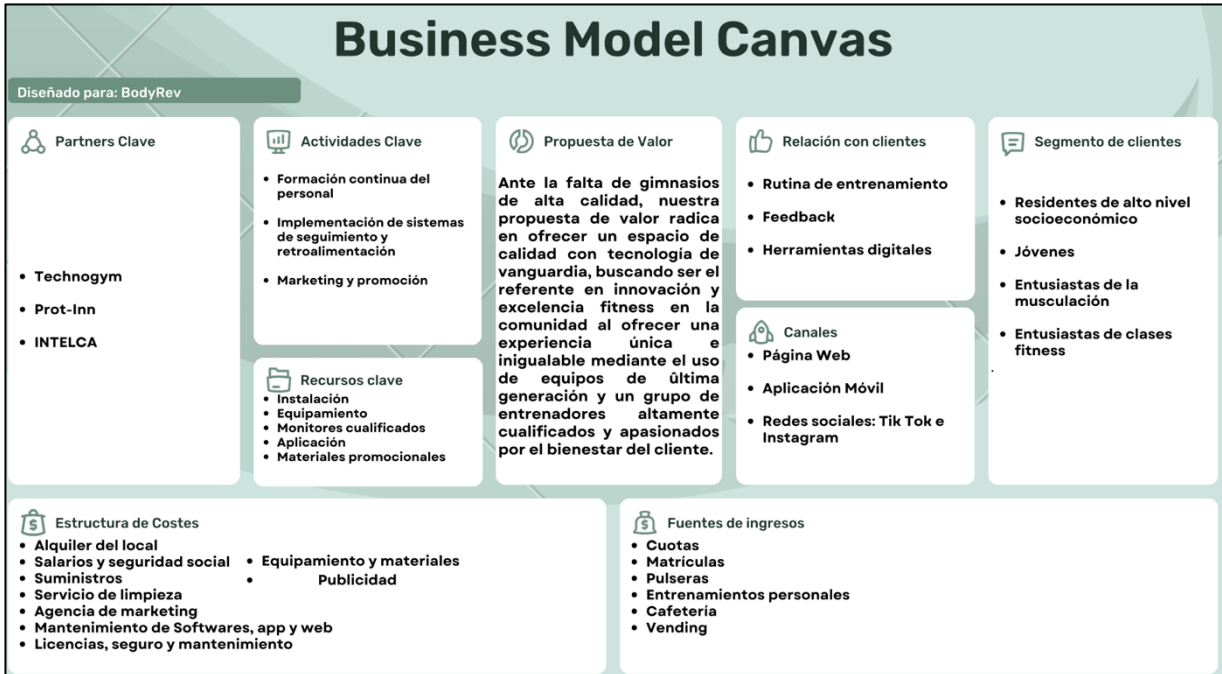 Business Model Canvas
Diseñado para: BodyRev
Partners Clave
• Technogym
• Prot-Inn
• INTELCA
Actividades Clave
• Formación continua del
personal
• Implementación de sistemas
de seguimiento y
retroalimentación
• Marketing y promoción
Recursos clave
• Instalación
• Equipamiento
• Monitores cualificados
• Aplicación
• Materiales promocionales
Propuesta de Valor
Ante la falta de gimnasios
de alta calidad, nuestra
propuesta de valor radica
en ofrecer un espacio de
calidad con tecnología de
vanguardia, buscando ser el
referente en innovación y
excelencia fitness en la
comunidad al ofrecer una
experiencia única e
inigualable mediante el uso
de equipos de última
generación y un grupo de
entrenadores altamente
cualificados y apasionados
por el bienestar del cliente.
Relación con clientes
• Rutina de entrenamiento
• Feedback
• Herramientas digitales
Canales
• Página Web
• Aplicación Móvil
• Redes sociales: Tik Tok e
Instagram
Segmento de clientes
• Residentes de alto nivel
socioeconómico
• Jóvenes
• Entusiastas de la
musculación
• Entusiastas de clases
fitness
.
Estructura de Costes
• Alquiler del local
• Salarios y seguridad social
• Suministros
• Servicio de limpieza
• Agencia de marketing
• Mantenimiento de Softwares, app y web
• Licencias, seguro y mantenimiento
• Equipamiento y materiales
• Publicidad
Fuentes de ingresos
• Cuotas
• Matrículas
• Pulseras
• Entrenamientos personales
• Cafetería
• Vending